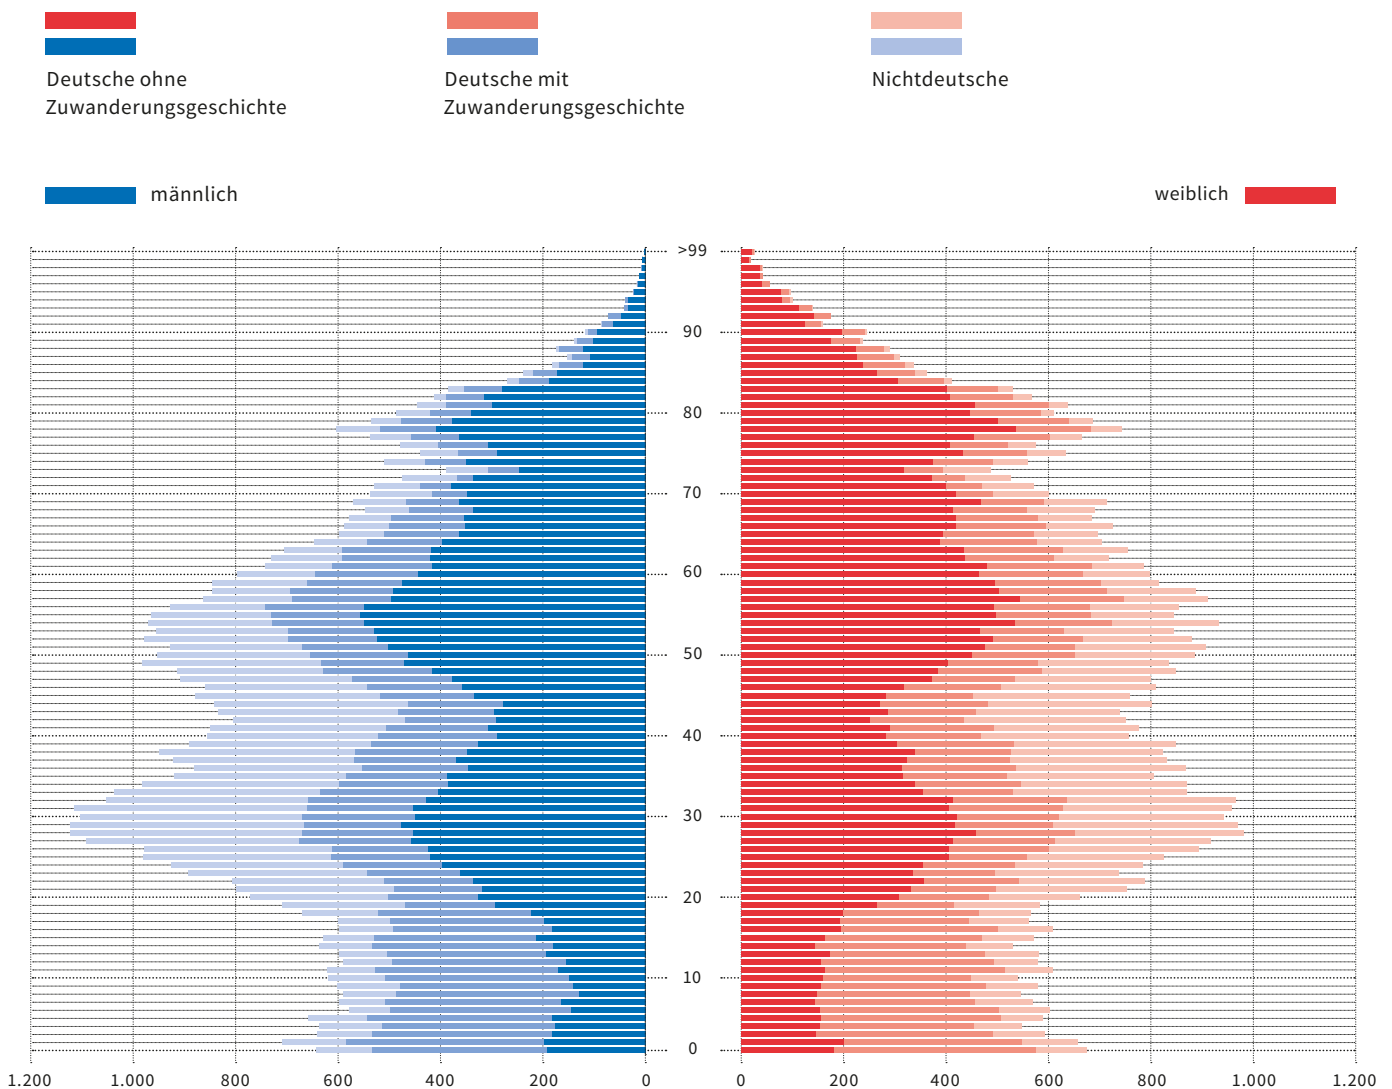 Deutsche ohne
Zuwanderungsgeschichte
Deutsche mit
Zuwanderungsgeschichte
Nichtdeutsche
männlich
weiblich
>99
90
80
70
60
50
40
30
20
10
0
1.200 1.000 800 600 400 200 0
0 200 400 600 800 1.000 1.200